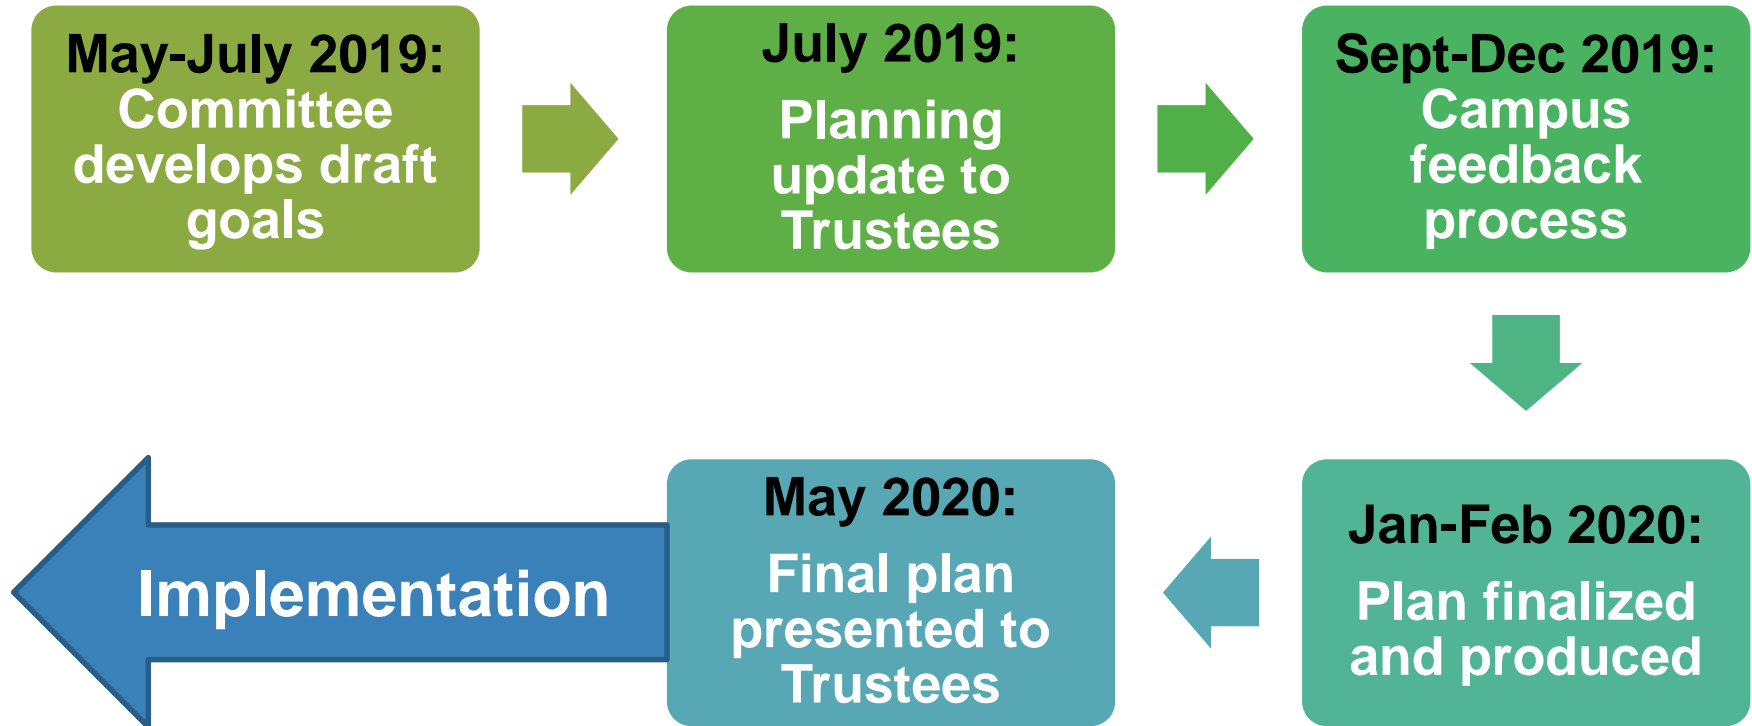 May-July 2019:
Committee
develops draft
goals
July 2019:
Planning
update to
Trustees
Sept-Dec 2019:
Campus
feedback
process
Jan-Feb 2020:
Plan finalized
and produced
May 2020:
Final plan
presented to
Trustees
Implementation